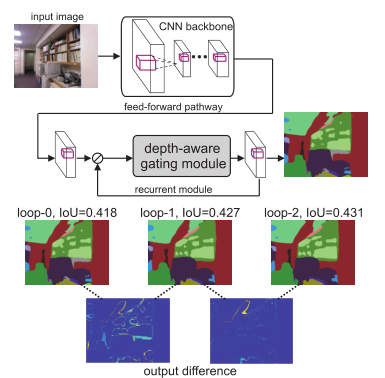 input image
CNN backbone
feed-forward pathway
depth-aware
gating module
recurrent module
loop-0, IoU=0.418
loop-1, IoU=0.427
loop-2, IoU=0.431
output difference